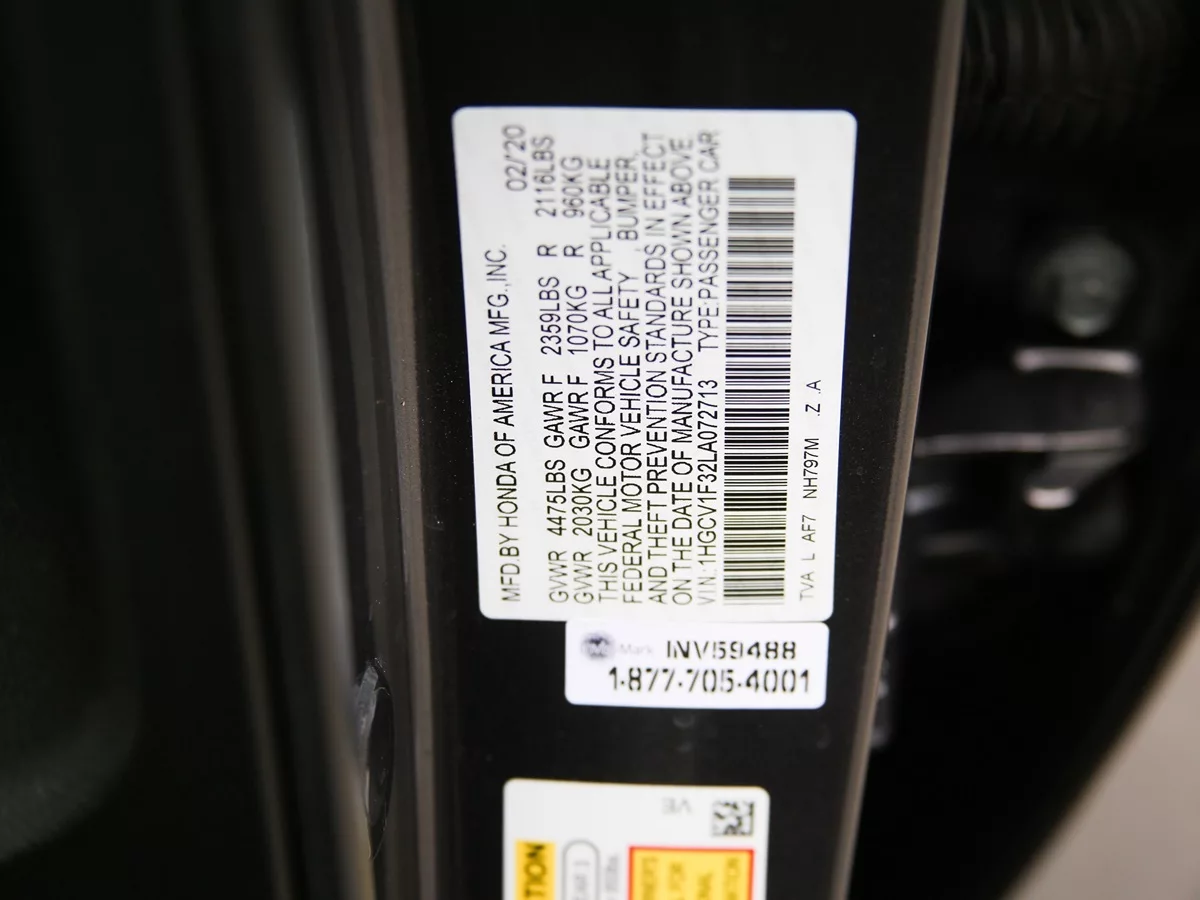 MFD.BY HONDA OF AMERICA MFG.,INC. 02/'20
GVWR 4475LBS GAWR F 2359LBS R 2116LBS
GVWR 2030KG GAWR F 1070KG R 960KG
THIS VEHICLE CONFORMS TO ALL APPLICABLE
FEDERAL MOTOR VEHICLE SAFETY , BUMPER,
AND THEFT PREVENTION STANDARDS IN EFFECT
ON THE DATE OF MANUFACTURE SHOWN ABOVE.
VIN:1HGCV1F32LA072713 TYPE:PASSENGER CAR
TVA L AF7 NH797M .Z .A
Mark INV59488
1-877-705-4001
VE